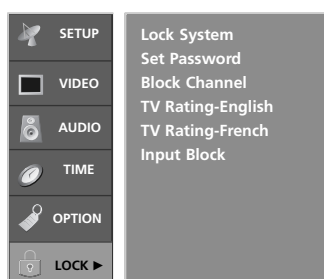 SETUP
VIDEO
AUDIO
TIME
OPTION
LOCK ►
Lock System
Set Password
Block Channel
TV Rating-English
TV Rating-French
Input Block